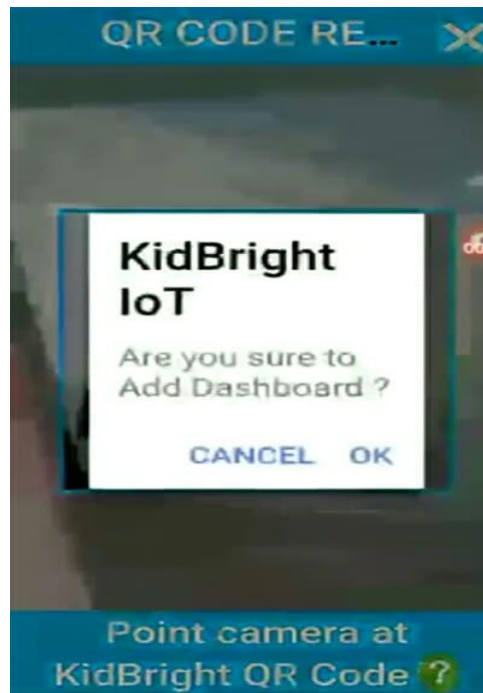 QR CODE RE...
KidBright
IoT
Are you sure to
Add Dashboard ?
CANCEL OK
Point camera at
KidBright QR Code ?